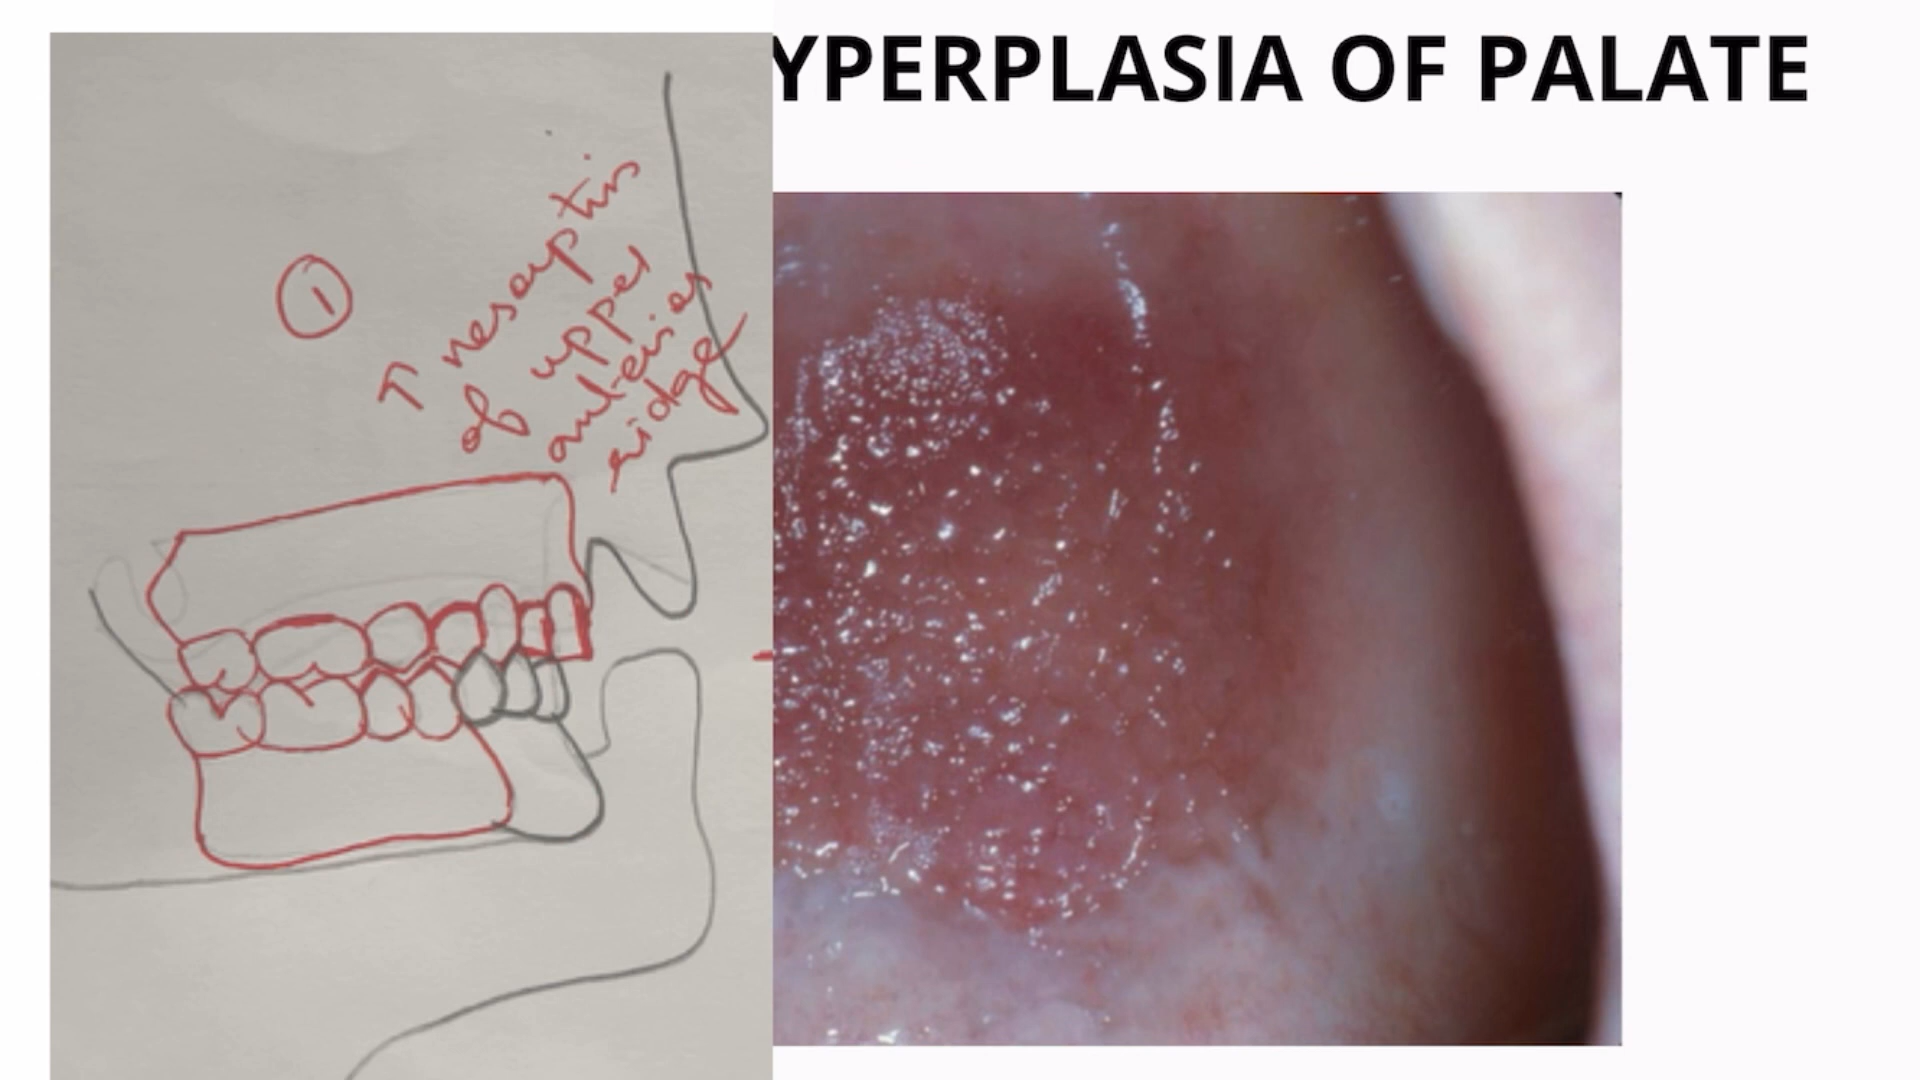 YPERPLASIA OF PALATE
①
↑ resorption
of upper
anterior
ridge